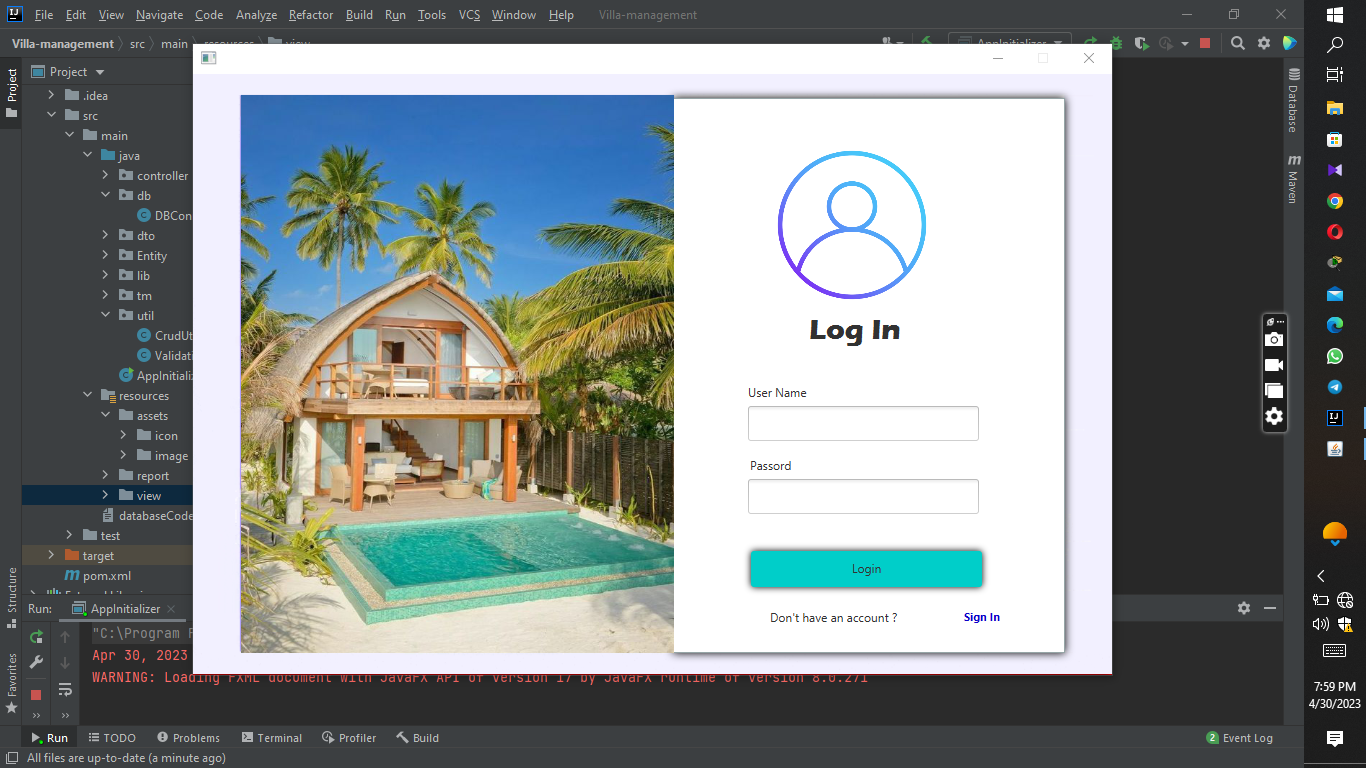 File Edit View Navigate Code Analyze Refactor Build Run Tools VCS Window Help Villa-management
Villa-management src main resources view AppInitializer
Project
Project
.idea
src
main
java
controller
db
DBCon
dto
Entity
lib
tm
util
CrudUt
Validati
AppInitializ
resources
assets
icon
image
report
view
databaseCode
test
target
pom.xml
Structure
Favorites
Database
m Maven
Log In
User Name
Passord
Login
Don't have an account ?
Sign In
Run: AppInitializer
"C:\Program F
Apr 30, 2023
WARNING: Loading FXML document with JavaFX API of version 17 by JavaFX runtime of version 8.0.271
Run TODO Problems Terminal Profiler Build 2 Event Log
All files are up-to-date (a minute ago)
7:59 PM
4/30/2023